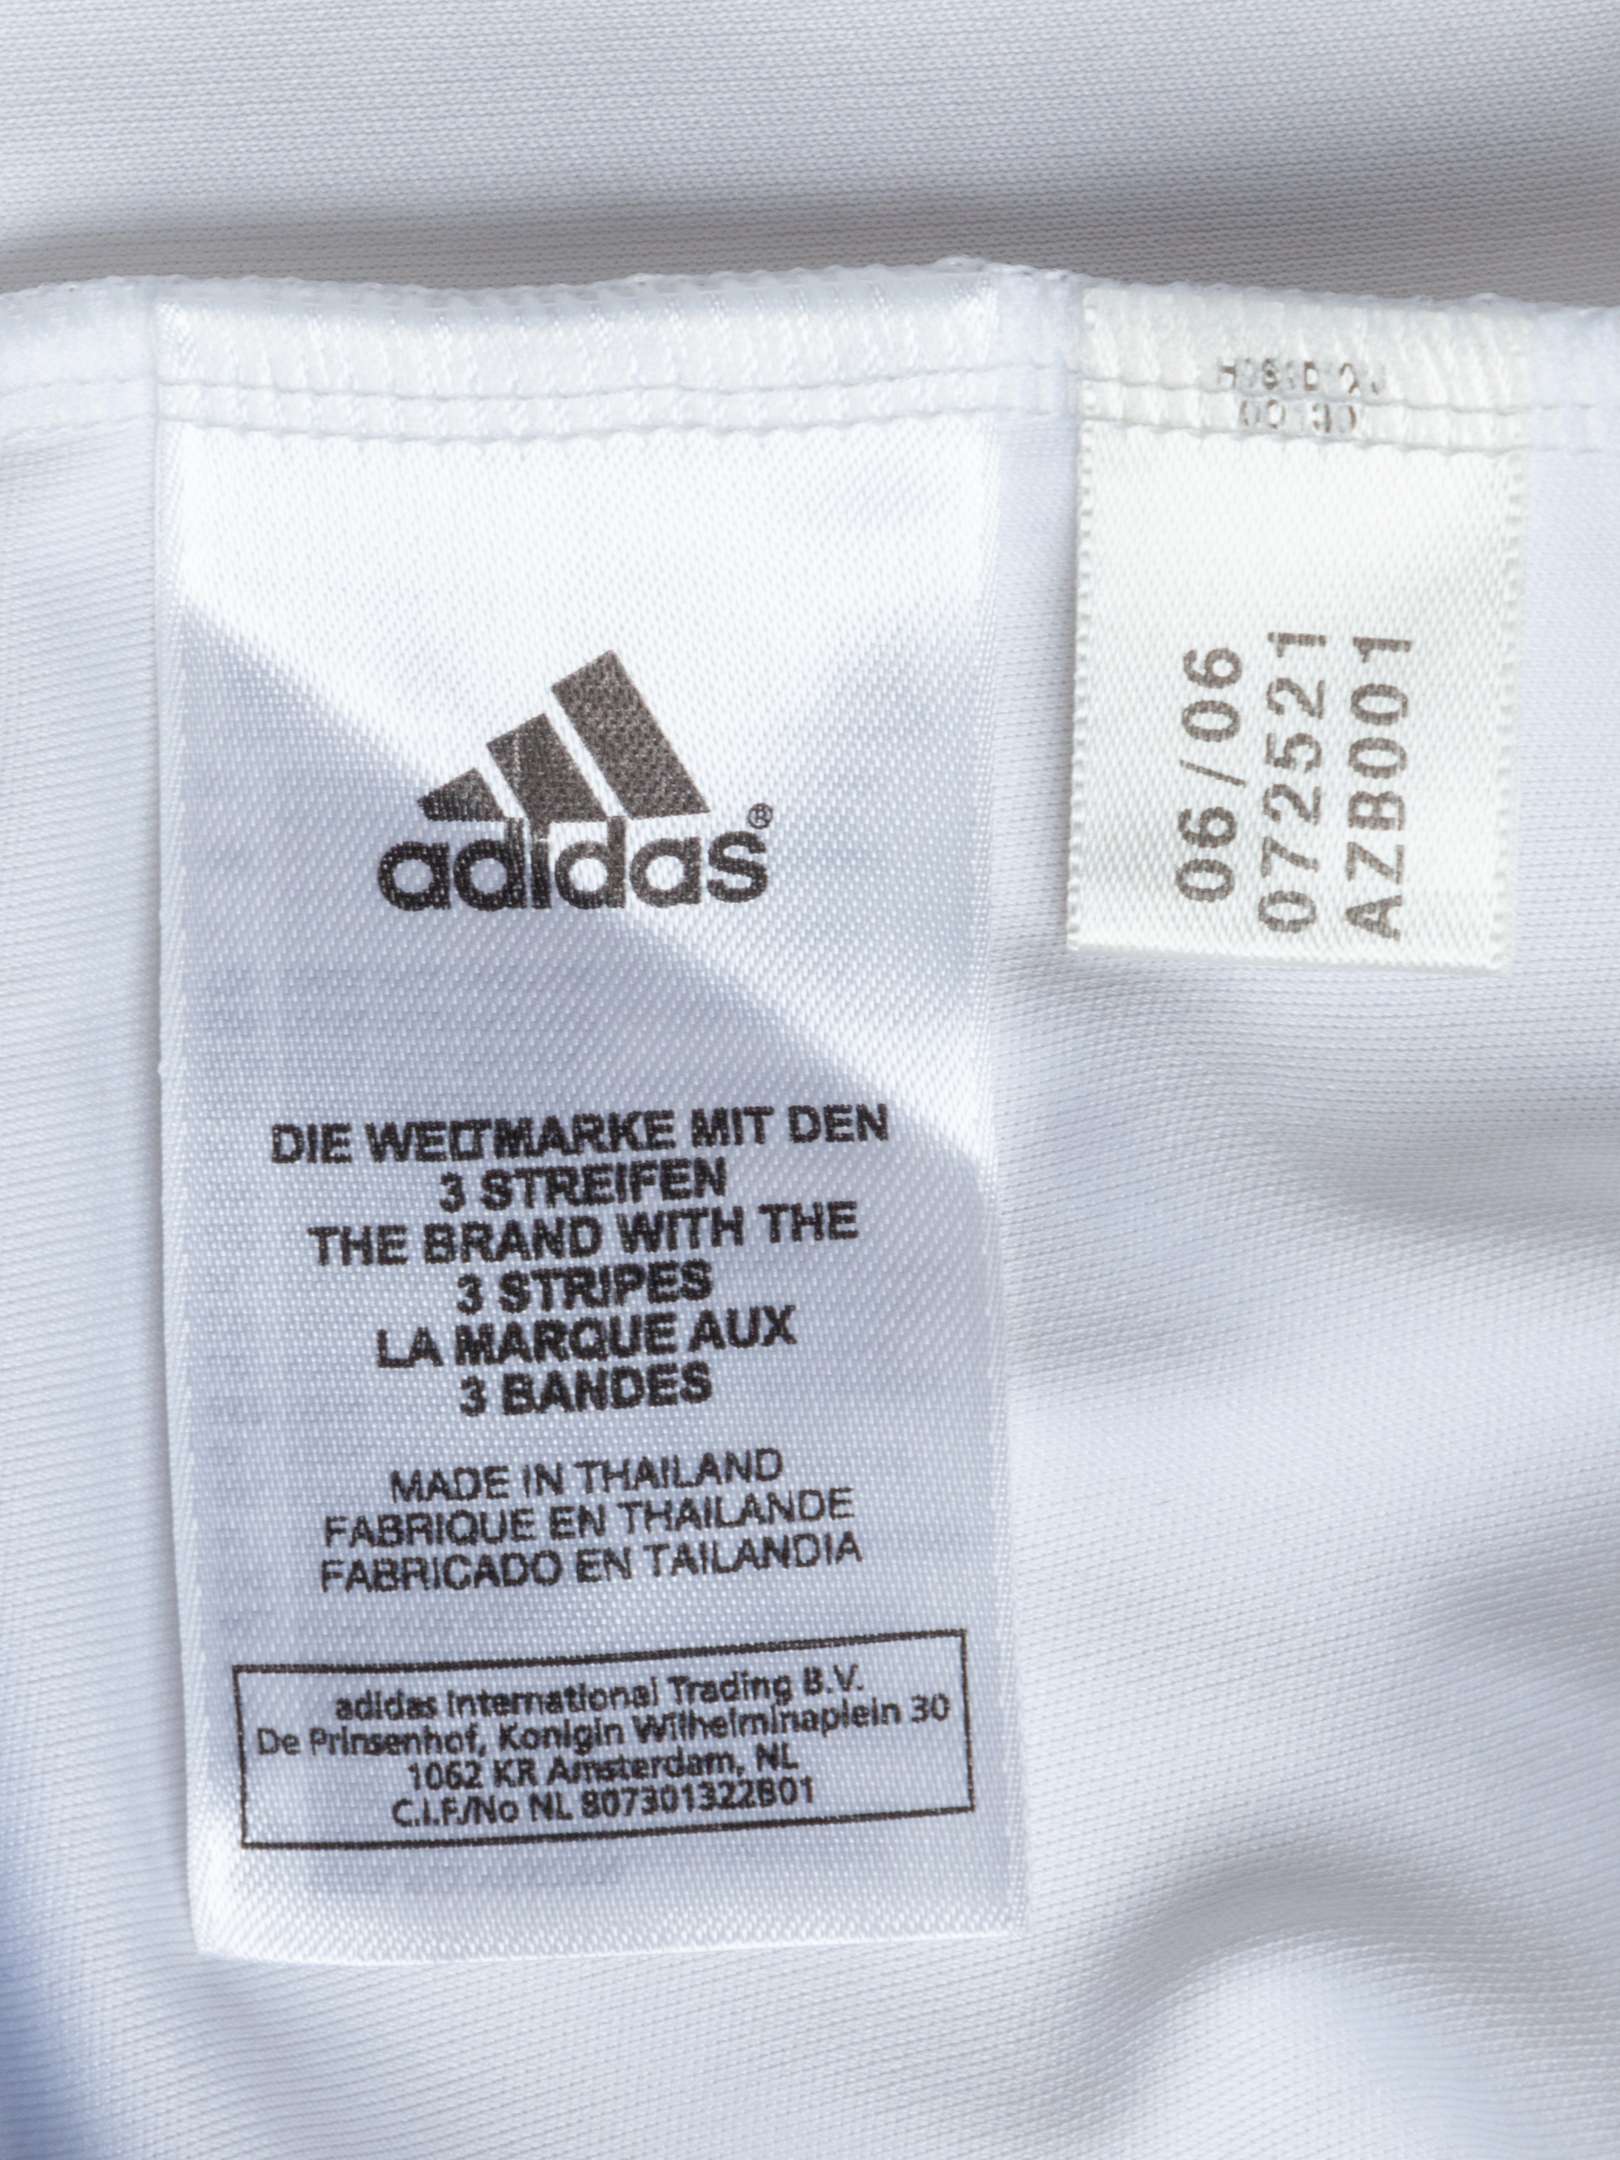 adidas®
DIE WELTMARKE MIT DEN
3 STREIFEN
THE BRAND WITH THE
3 STRIPES
LA MARQUE AUX
3 BANDES
MADE IN THAILAND
FABRIQUE EN THAILANDE
FABRICADO EN TAILANDIA
adidas International Trading B.V.
De Prinsenhof, Konigin Wilhelminaplein 30
1062 KR Amsterdam, NL
C.I.F./No NL 807301322B01
06/06
072521
AZB001